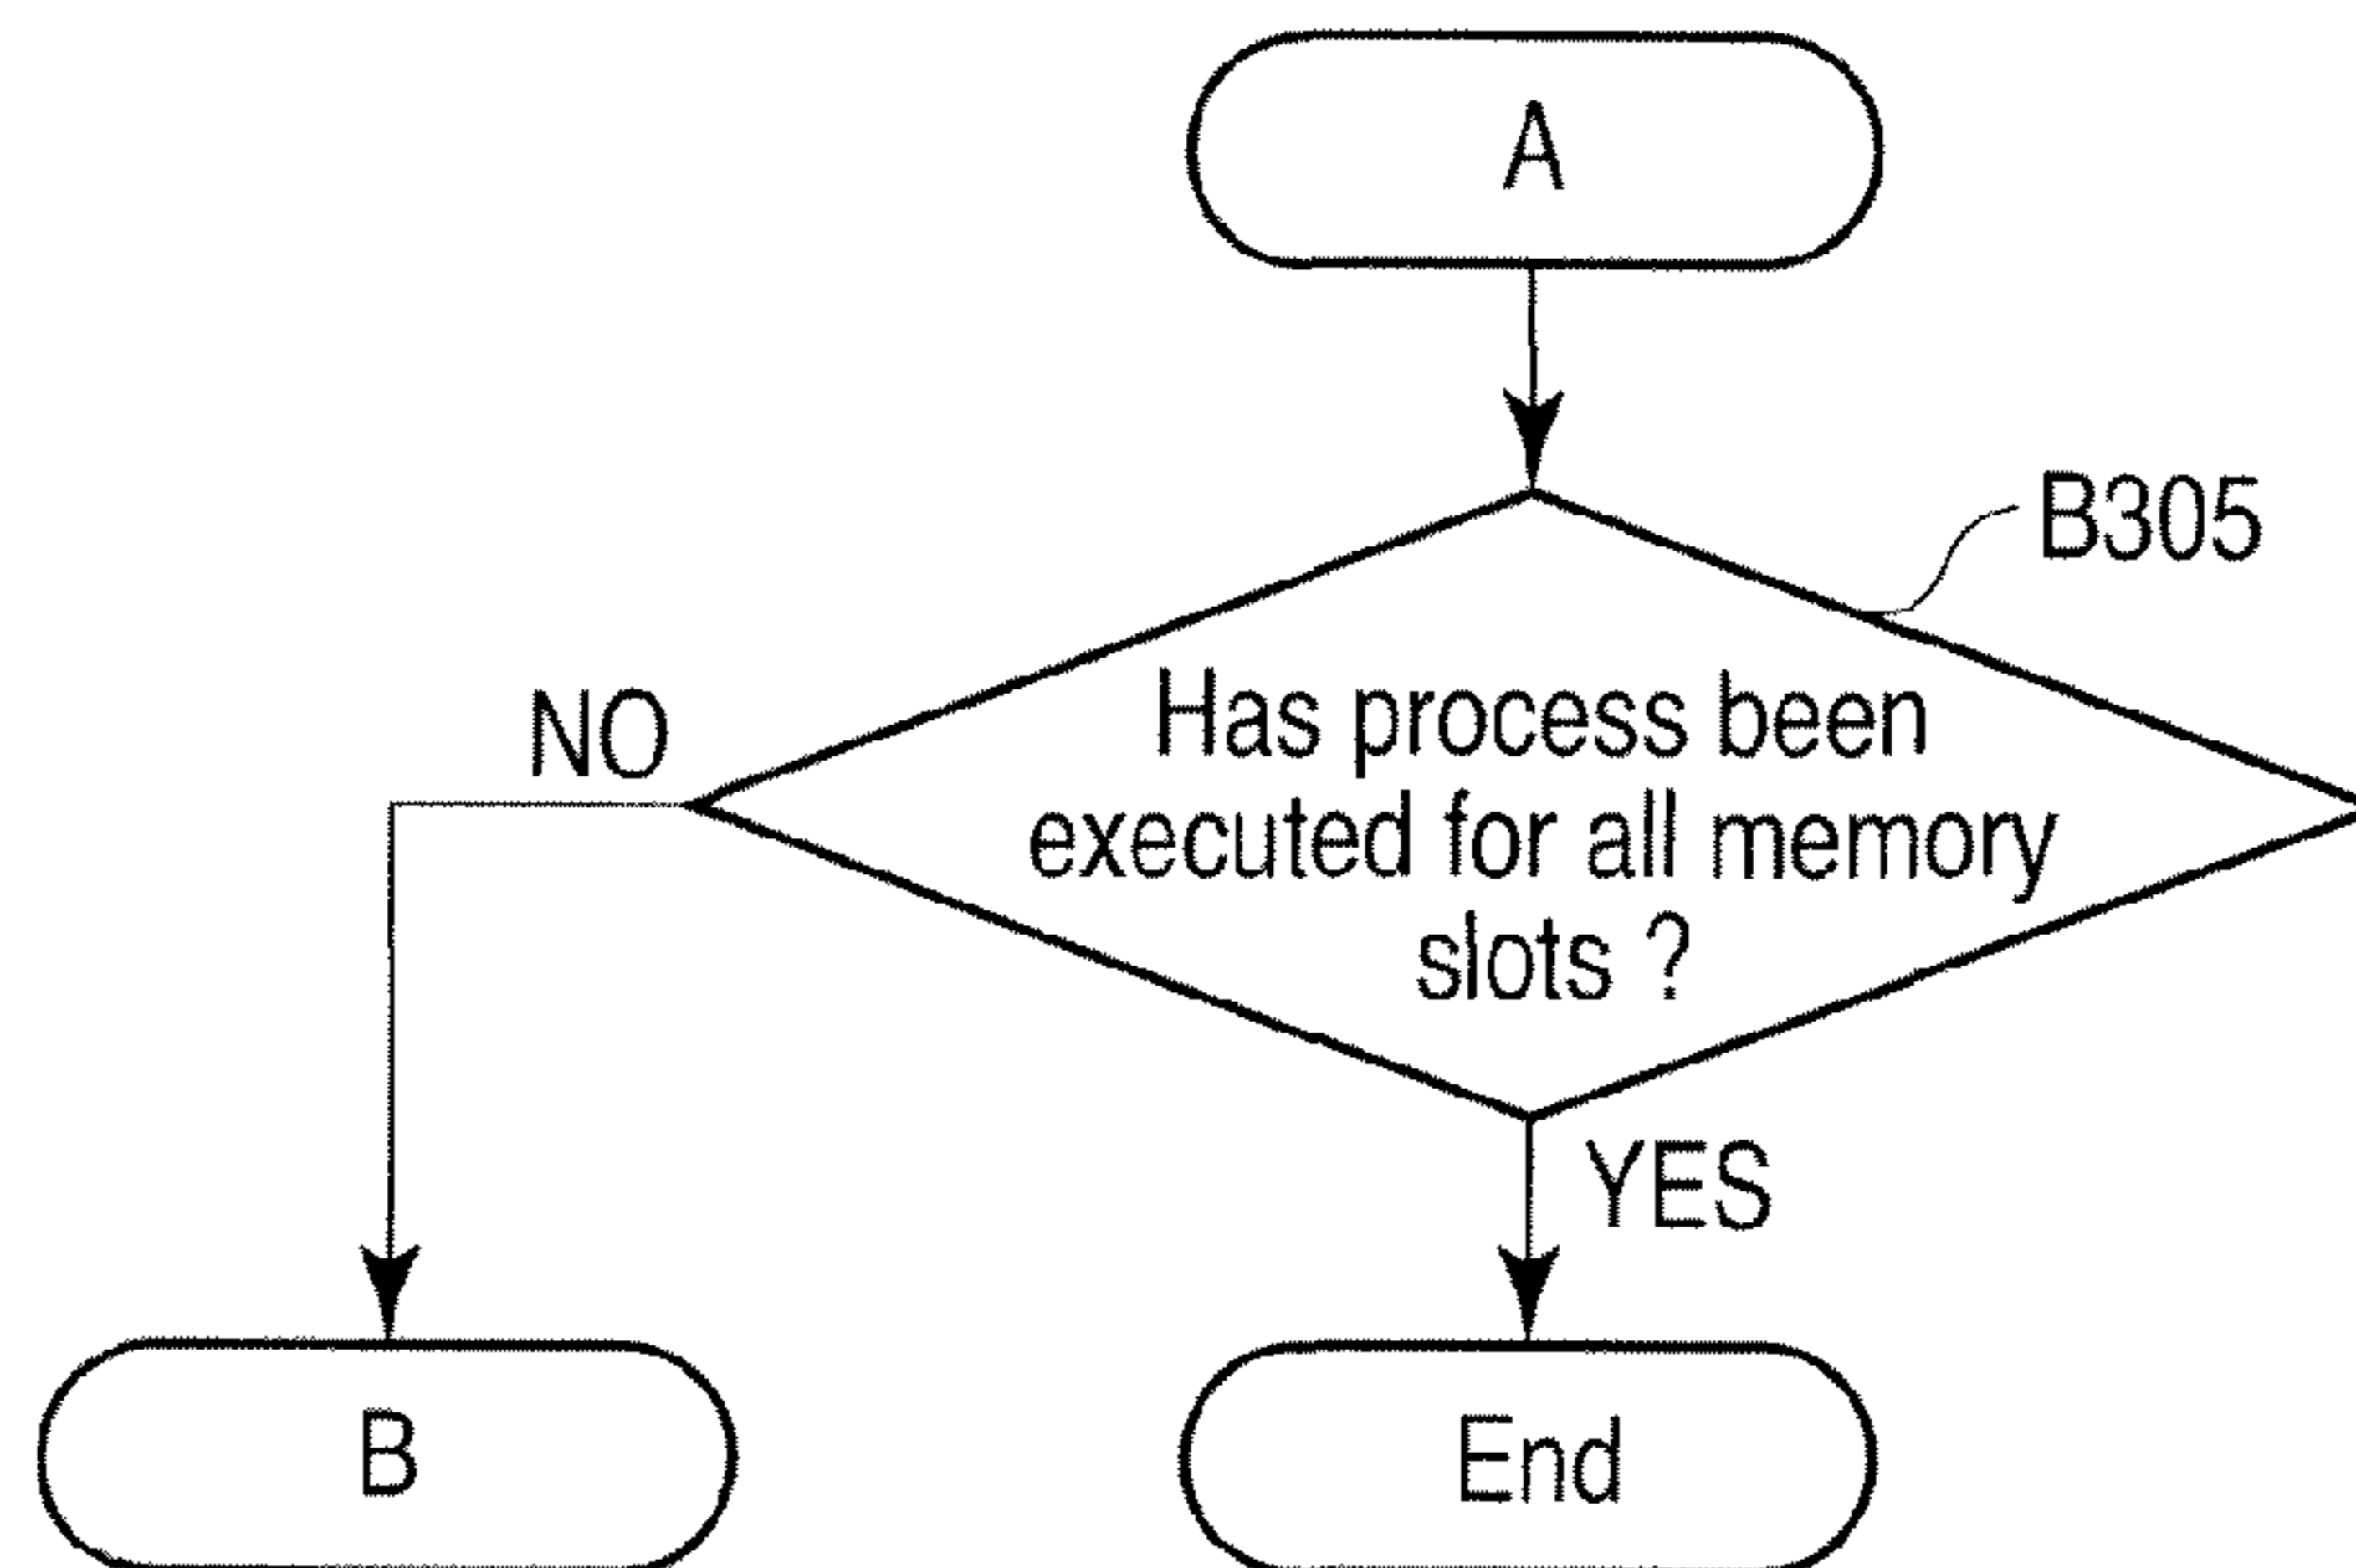 A
B305
Has process been
executed for all memory
slots ?
NO
YES
B
End